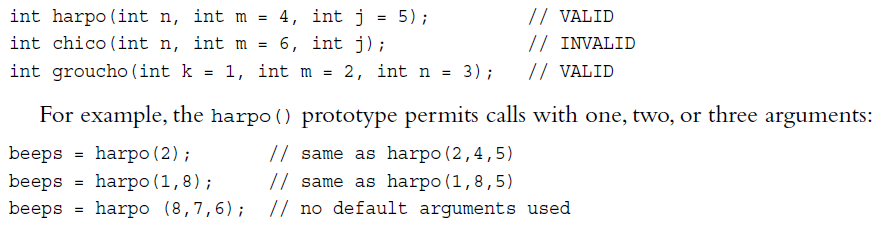 int harpo(int n, int m = 4, int j = 5);         // VALID
int chico(int n, int m = 6, int j);             // INVALID
int groucho(int k = 1, int m = 2, int n = 3);   // VALID
For example, the harpo() prototype permits calls with one, two, or three arguments:
beeps = harpo(2);       // same as harpo(2,4,5)
beeps = harpo(1,8);     // same as harpo(1,8,5)
beeps = harpo (8,7,6);  // no default arguments used